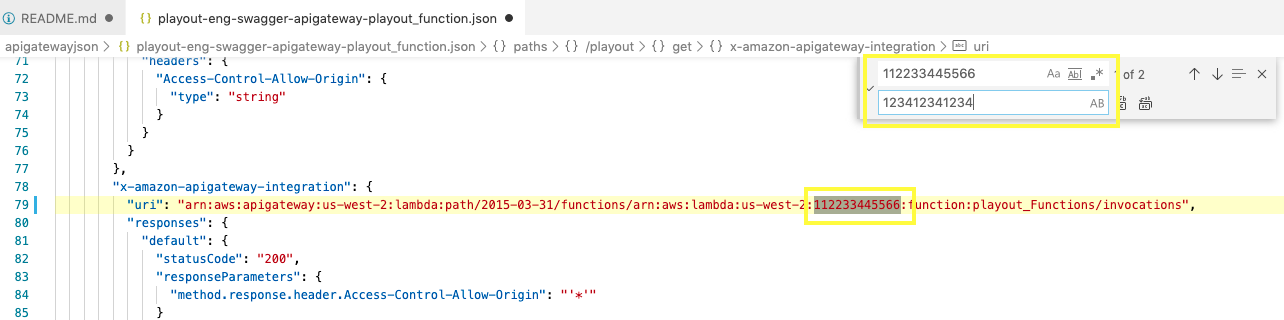 README.md ● {} playout-eng-swagger-apigateway-playout_function.json ●
apigatewayjson > {} playout-eng-swagger-apigateway-playout_function.json > {} paths > {} /playout > {} get > {} x-amazon-apigateway-integration > abc uri
112233445566 Aa Abl .* of 2
123412341234 AB
71 "headers": {
72 "Access-Control-Allow-Origin": {
73 "type": "string"
74 }
75 }
76 }
77 },
78 "x-amazon-apigateway-integration": {
79 "uri": "arn:aws:apigateway:us-west-2:lambda:path/2015-03-31/functions/arn:aws:lambda:us-west-2:112233445566:function:playout_Functions/invocations",
80 "responses": {
81 "default": {
82 "statusCode": "200",
83 "responseParameters": {
84 "method.response.header.Access-Control-Allow-Origin": "'*'"
85 }